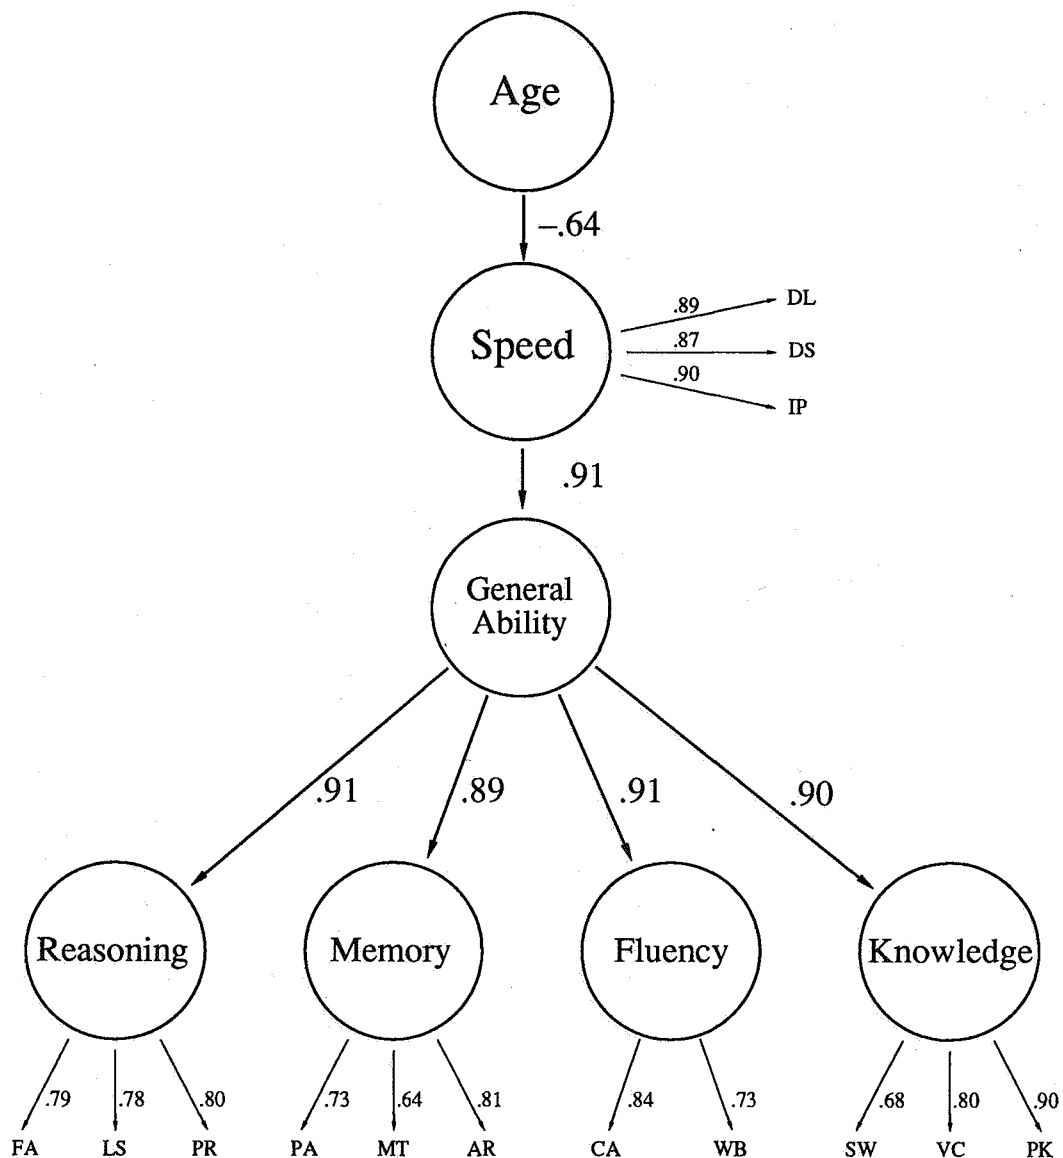 Age
–.64
Speed
.89
DL
.87
DS
.90
IP
.91
General
Ability
.91
.89
.91
.90
Reasoning
Memory
Fluency
Knowledge
.79
.78
.80
.73
.64
.81
.84
.73
.68
.80
.90
FA
LS
PR
PA
MT
AR
CA
WB
SW
VC
PK